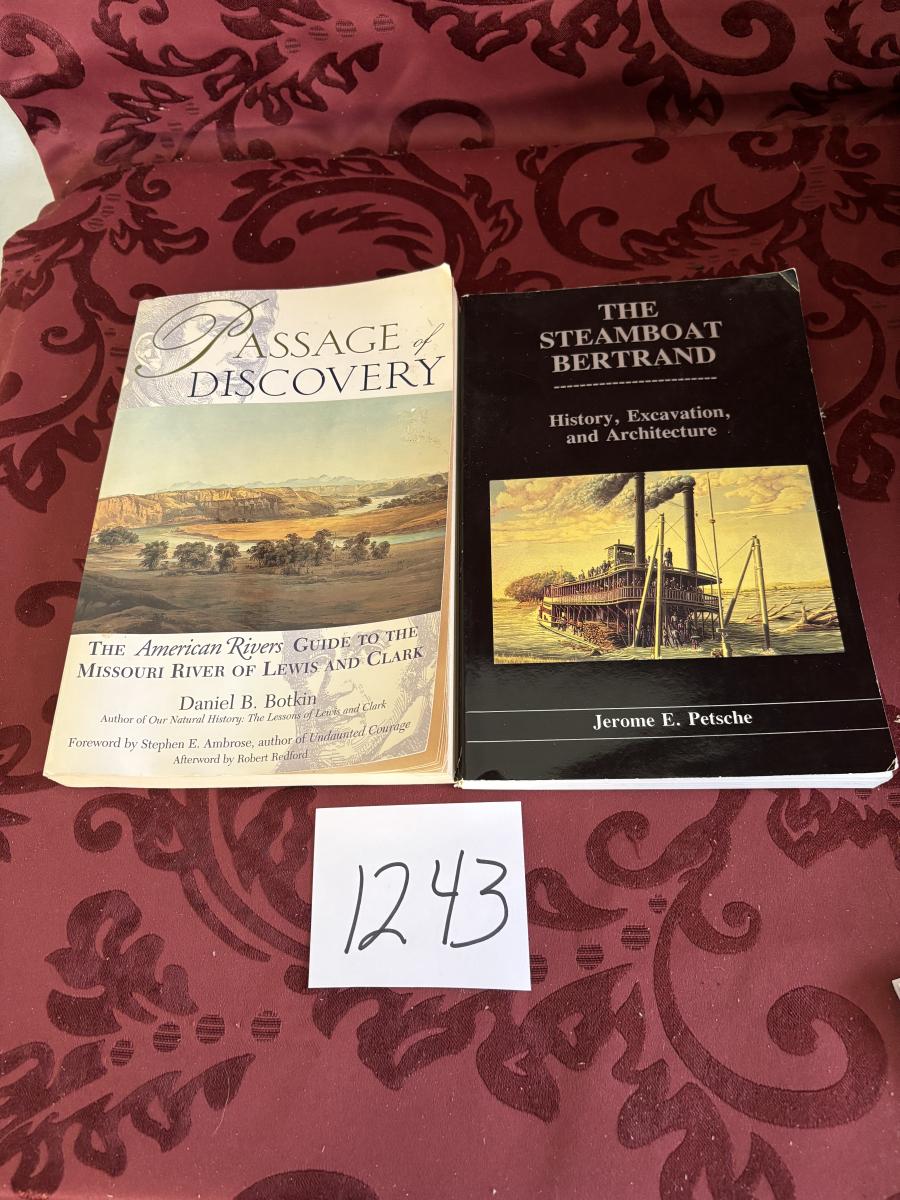 PASSAGE of
DISCOVERY
THE American Rivers GUIDE TO THE
MISSOURI RIVER OF LEWIS AND CLARK
Daniel B. Botkin
Author of Our Natural History: The Lessons of Lewis and Clark
Foreword by Stephen E. Ambrose, author of Undaunted Courage
Afterword by Robert Redford
THE
STEAMBOAT
BERTRAND
--------------------------
History, Excavation,
and Architecture
Jerome E. Petsche
1243